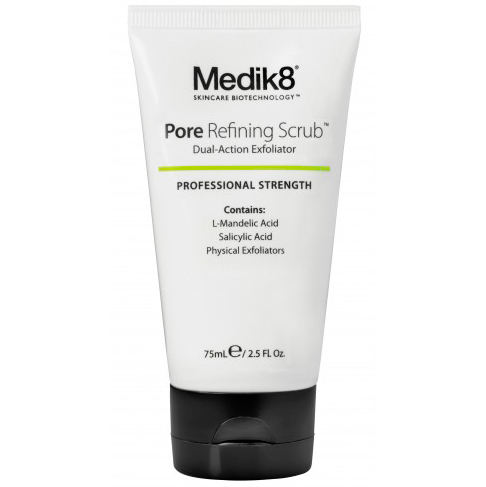 Medik8®
SKINCARE BIOTECHNOLOGY™
Pore Refining Scrub™
Dual-Action Exfoliator
PROFESSIONAL STRENGTH
Contains:
L-Mandelic Acid
Salicylic Acid
Physical Exfoliators
75mL℮/ 2.5 FL Oz.